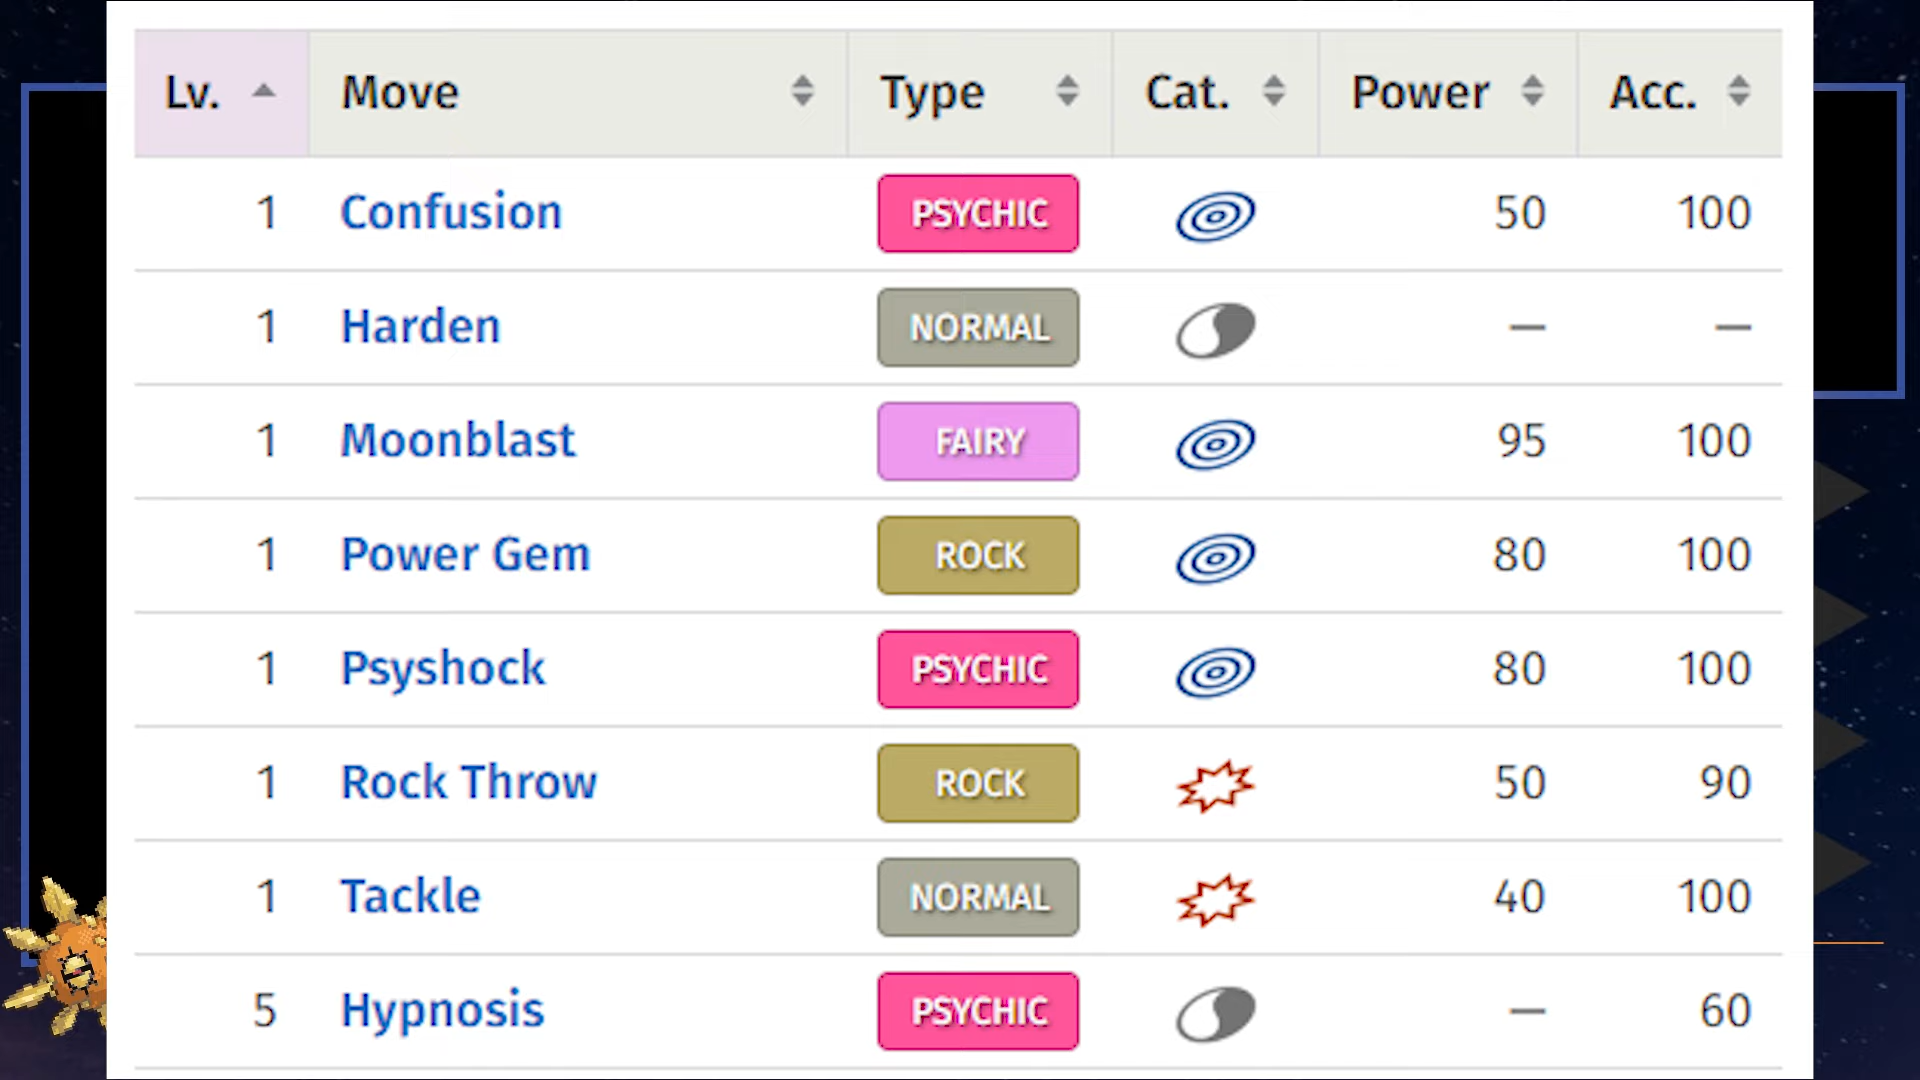 Lv. Move Type Cat. Power Acc.
1 Confusion PSYCHIC 50 100
1 Harden NORMAL — —
1 Moonblast FAIRY 95 100
1 Power Gem ROCK 80 100
1 Psyshock PSYCHIC 80 100
1 Rock Throw ROCK 50 90
1 Tackle NORMAL 40 100
5 Hypnosis PSYCHIC — 60